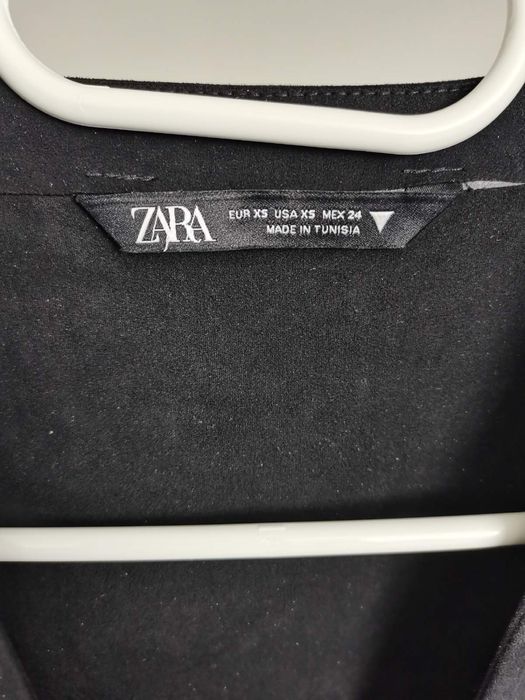 ZARA
EUR XS USA XS MEX 24
MADE IN TUNISIA